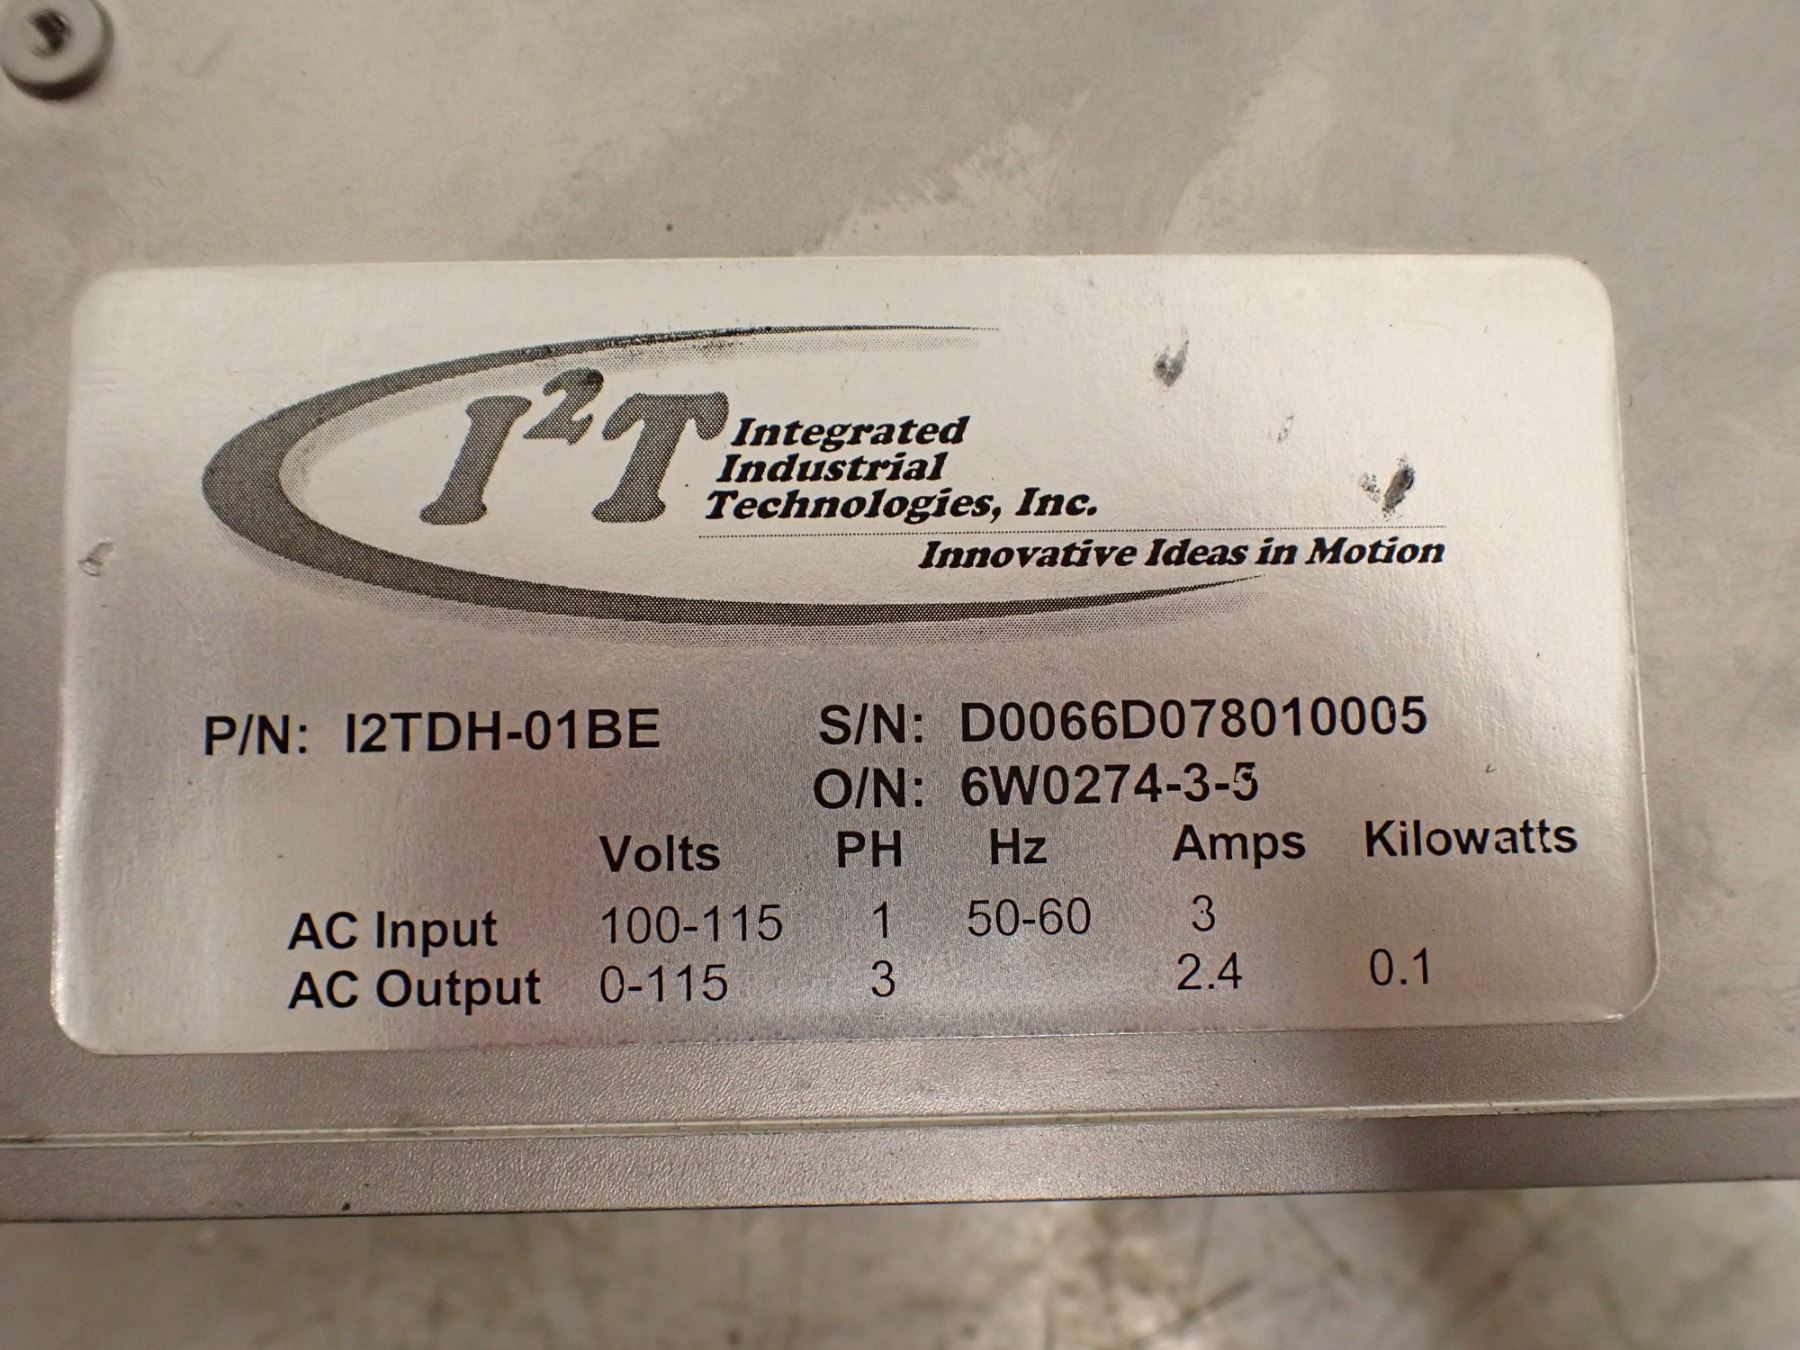 I²T Integrated
Industrial
Technologies, Inc.
Innovative Ideas in Motion
P/N: I2TDH-01BE S/N: D0066D078010005
O/N: 6W0274-3-5
Volts PH Hz Amps Kilowatts
AC Input 100-115 1 50-60 3
AC Output 0-115 3 2.4 0.1